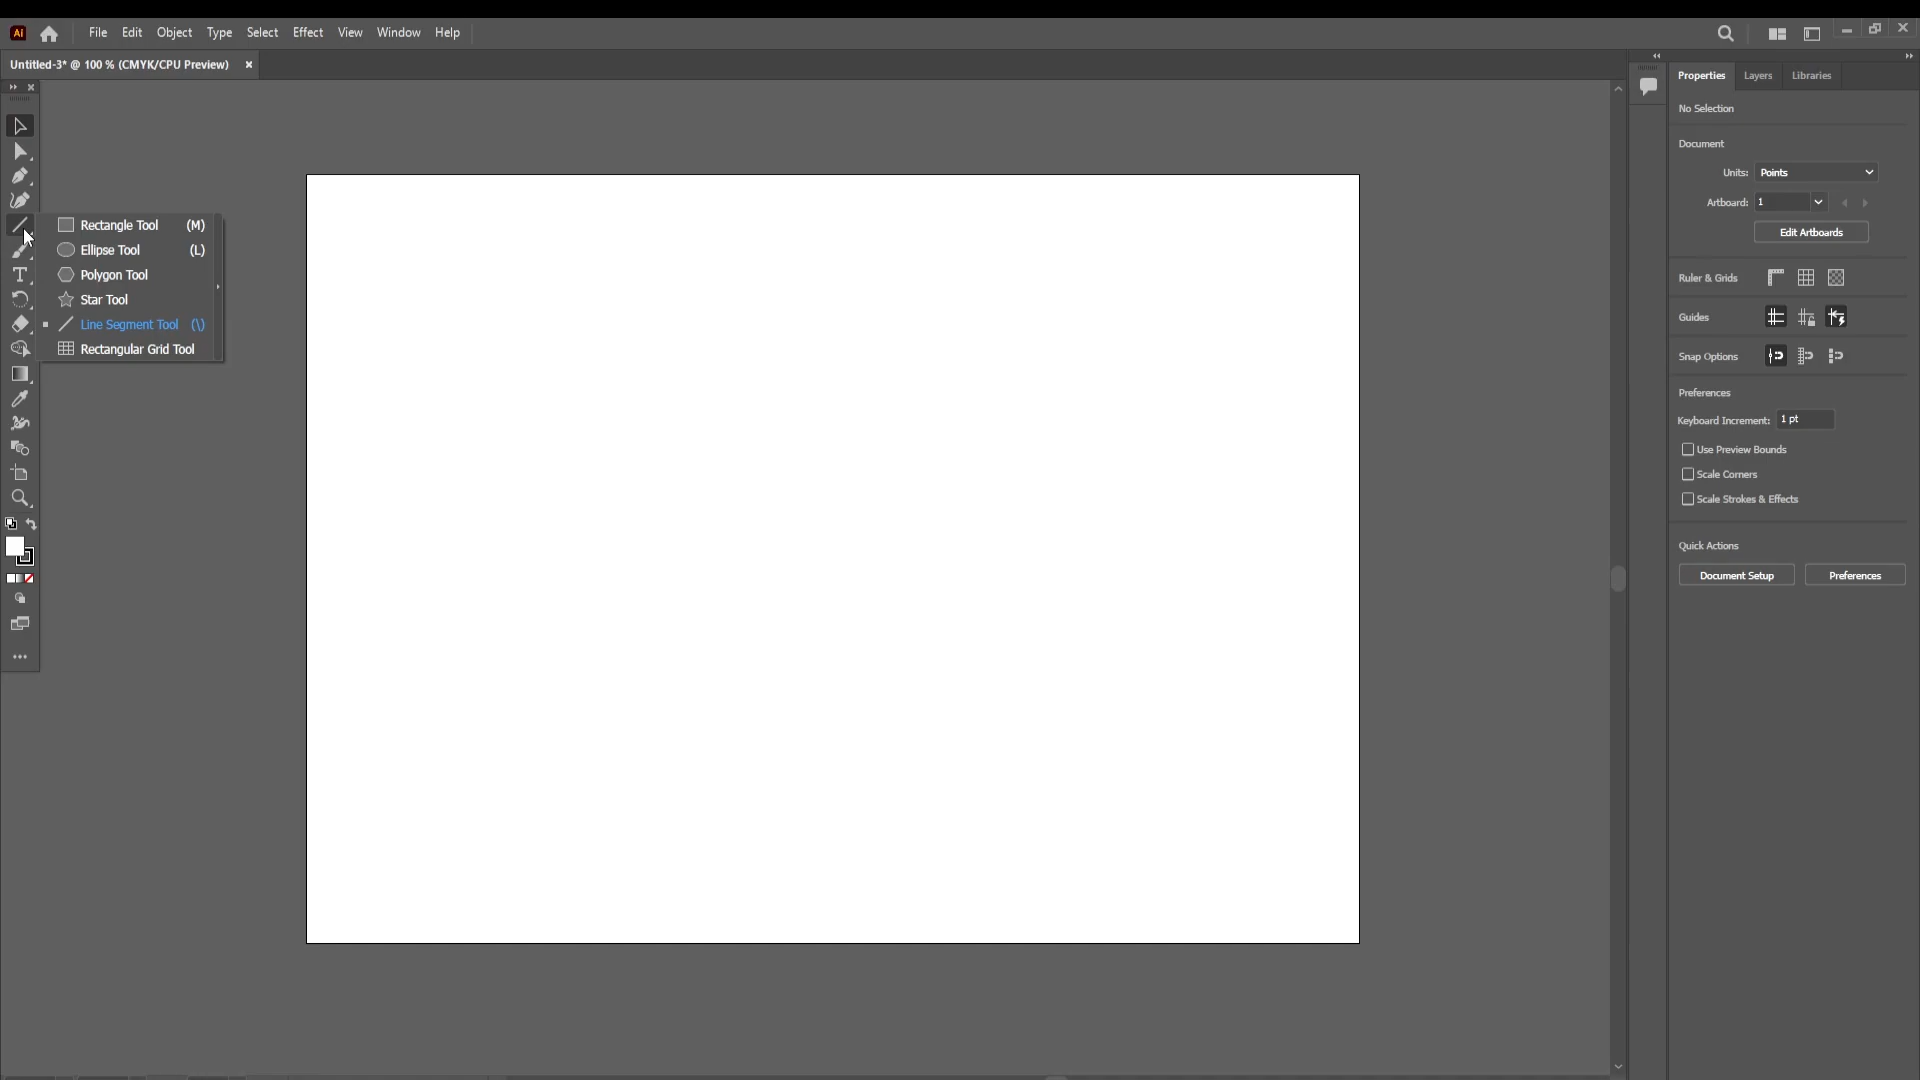 Ai File Edit Object Type Select Effect View Window Help
Untitled-3* @ 100 % (CMYK/CPU Preview)
Properties Layers Libraries
No Selection
Document
Units: Points
Artboard: 1
Edit Artboards
Rectangle Tool (M)
Ellipse Tool (L)
Polygon Tool
Star Tool
Line Segment Tool (\)
Rectangular Grid Tool
T
Ruler & Grids
Guides
Snap Options
Preferences
Keyboard Increment: 1 pt
Use Preview Bounds
Scale Corners
Scale Strokes & Effects
Quick Actions
Document Setup Preferences